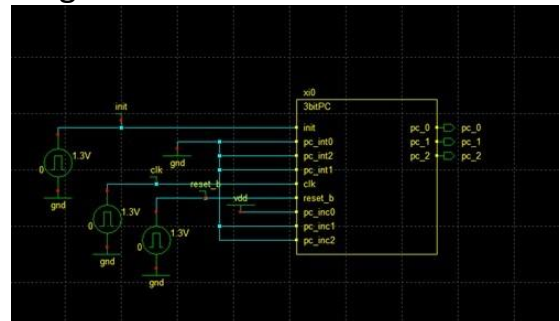 xi0
3bitPC
init
init
pc_0
pc_0
pc_int0
pc_1
pc_1
1.3V
0
gnd
pc_int2
pc_2
pc_2
pc_int1
clk
clk
gnd
reset_b
reset_b
vdd
pc_inc0
1.3V
0
1.3V
pc_inc1
0
pc_inc2
gnd
gnd